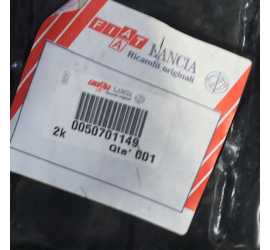 FIAT LANCIA
Ricambi originali
0050701149
2k
Qta' 001